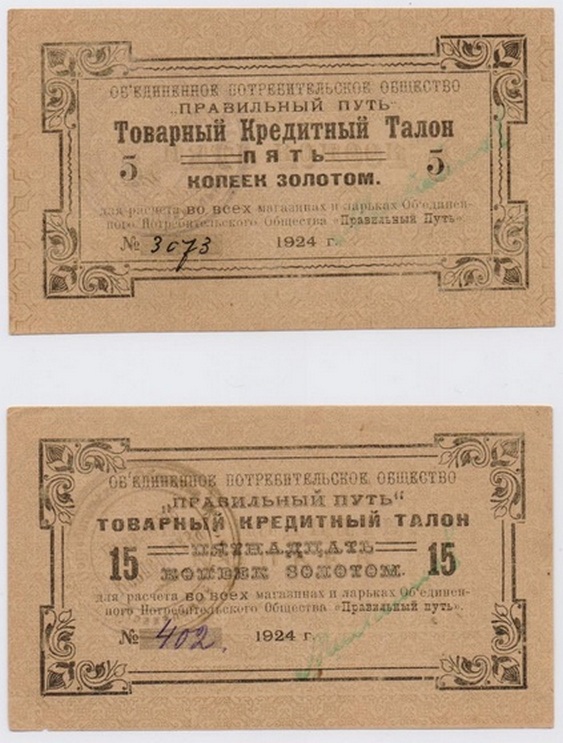 ОБ'ЕДИНЕННОЕ ПОТРЕБИТЕЛЬСКОЕ ОБЩЕСТВО
„ПРАВИЛЬНЫЙ ПУТЬ"
Товарный Кредитный Талон
5 ПЯТЬ 5
КОПЕЕК ЗОЛОТОМ.
для расчета во всех магазинах и ларьках Об'единен-
ного Потребительского Общества «Правильный Путь».
№ 3073 1924 г.
ОБ'ЕДИНЕННОЕ ПОТРЕБИТЕЛЬСКОЕ ОБЩЕСТВО
„ПРАВИЛЬНЫЙ ПУТЬ"
ТОВАРНЫЙ КРЕДИТНЫЙ ТАЛОН
15 ПЯТНАДЦАТЬ 15
КОПЕЕК ЗОЛОТОМ.
для расчета во всех магазинах и ларьках Об'единен-
ного Потребительского Общества «Правильный путь».
№ 402. 1924 г.